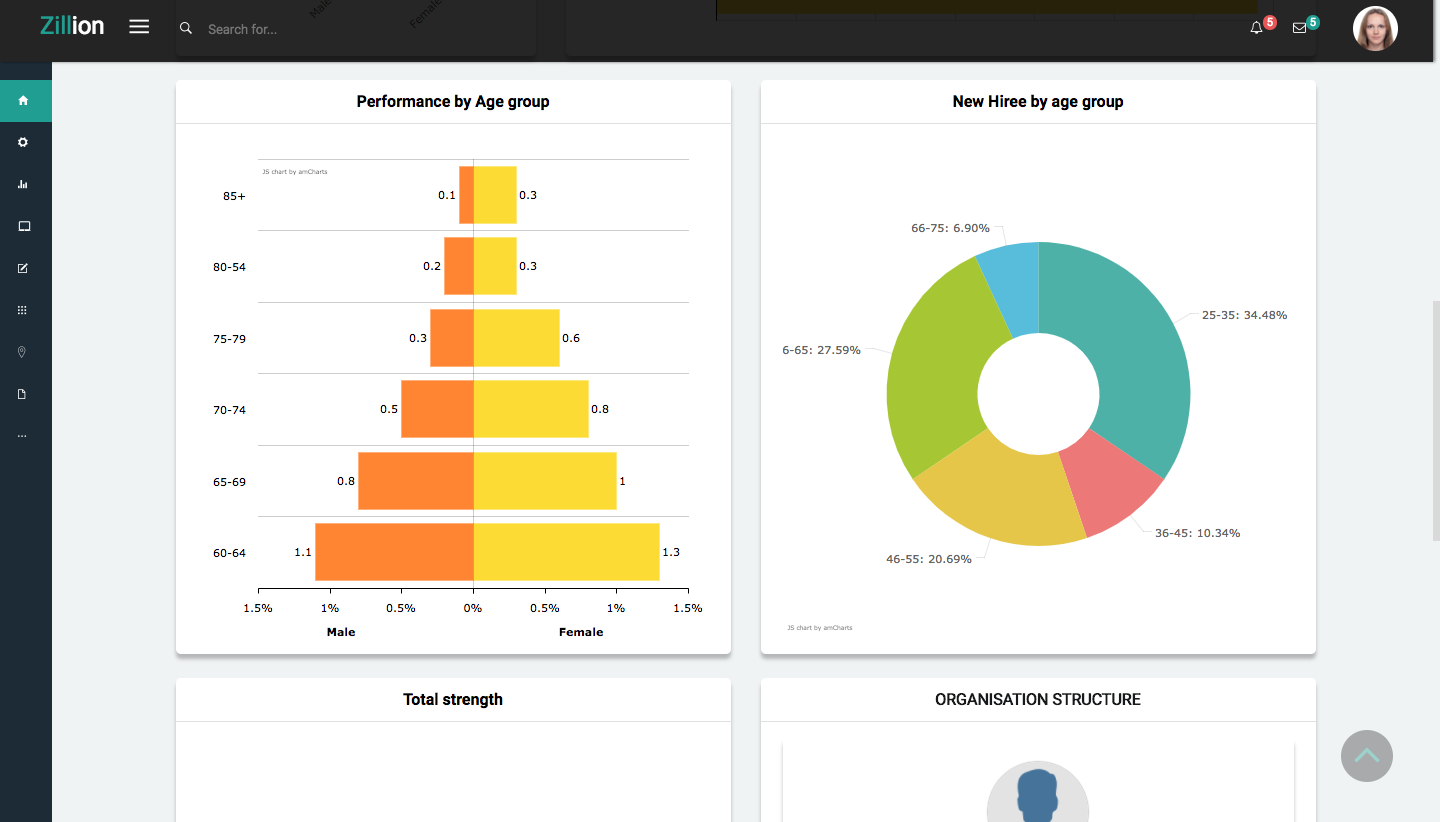 Zillion
Search for...
Male
Female
5
5
Performance by Age group
JS chart by amCharts
85+
0.1
0.3
80-54
0.2
0.3
75-79
0.3
0.6
70-74
0.5
0.8
65-69
0.8
1
60-64
1.1
1.3
1.5%
1%
0.5%
0%
0.5%
1%
1.5%
Male
Female
New Hiree by age group
66-75: 6.90%
25-35: 34.48%
6-65: 27.59%
36-45: 10.34%
46-55: 20.69%
JS chart by amCharts
Total strength
ORGANISATION STRUCTURE